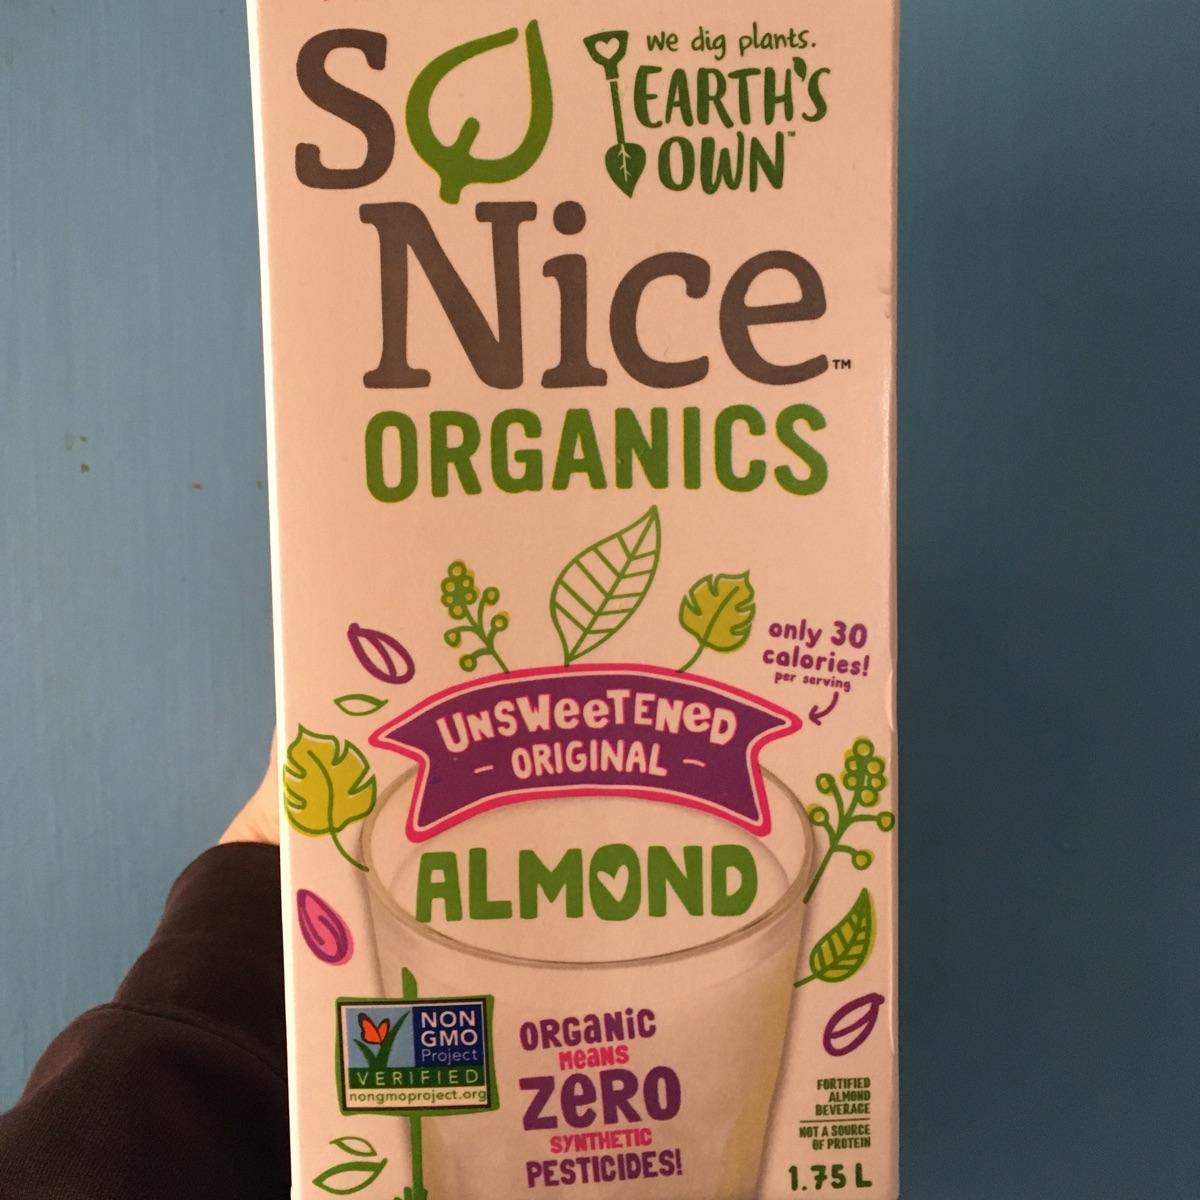 SO
Nice™
ORGANICS
we dig plants.
EARTH'S
OWN™
only 30
calories!
per serving
UNSWEETENED
- ORIGINAL -
ALMOND
NON
GMO
Project
VERIFIED
nongmoproject.org
ORGANIC
MEANS
ZERO
SYNTHETIC
PESTICIDES!
FORTIFIED
ALMOND
BEVERAGE
NOT A SOURCE
OF PROTEIN
1.75 L